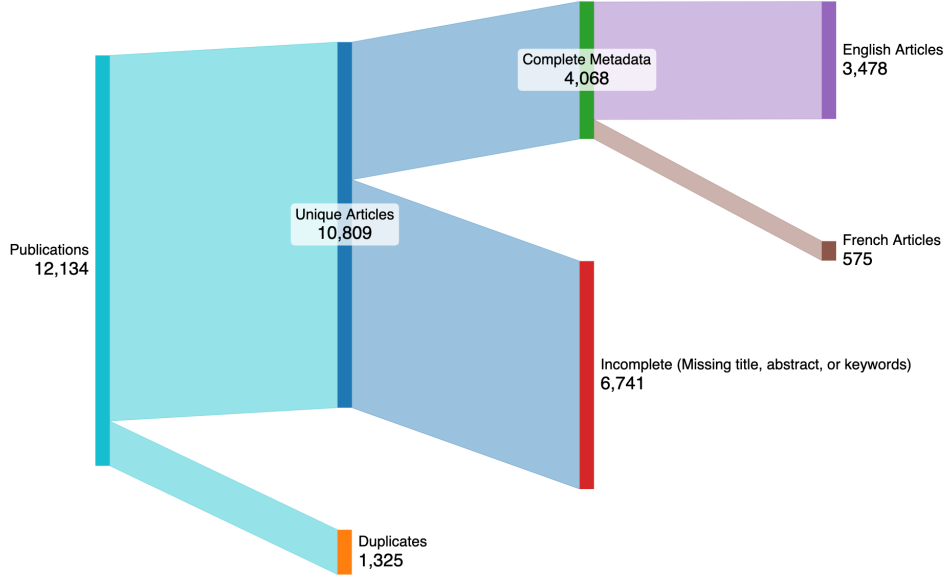 Publications
12,134
Unique Articles
10,809
Duplicates
1,325
Complete Metadata
4,068
Incomplete (Missing title, abstract, or keywords)
6,741
English Articles
3,478
French Articles
575